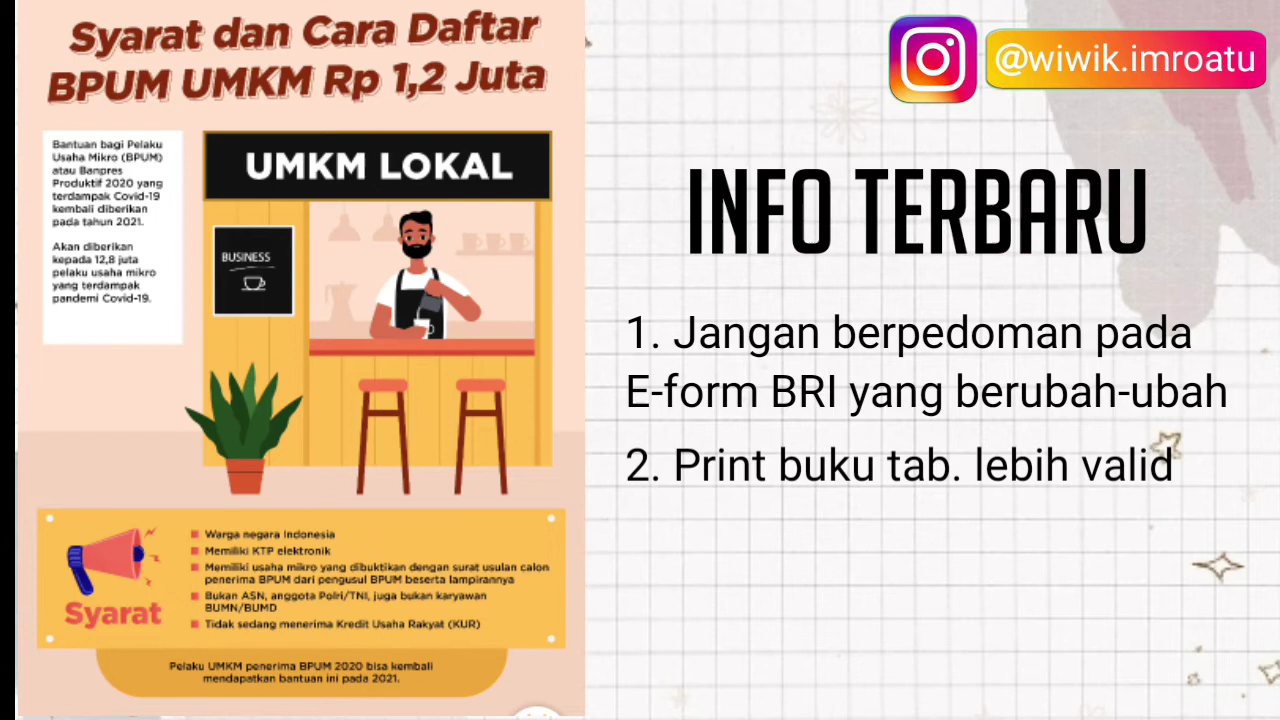 Syarat dan Cara Daftar
BPUM UMKM Rp 1,2 Juta
Bantuan bagi Pelaku
Usaha Mikro (BPUM)
atau Banpres
Produktif 2020 yang
terdampak Covid-19
kembali diberikan
pada tahun 2021.
Akan diberikan
kepada 12,8 juta
pelaku usaha mikro
yang terdampak
pandemi Covid-19.
UMKM LOKAL
BUSINESS
Syarat
Warga negara Indonesia
Memiliki KTP elektronik
Memiliki usaha mikro yang dibuktikan dengan surat usulan calon
penerima BPUM dari pengusul BPUM beserta lampirannya
Bukan ASN, anggota Polri/TNI, juga bukan karyawan
BUMN/BUMD
Tidak sedang menerima Kredit Usaha Rakyat (KUR)
Pelaku UMKM penerima BPUM 2020 bisa kembali
mendapatkan bantuan ini pada 2021.
@wiwik.imroatu
INFO TERBARU
1. Jangan berpedoman pada
E-form BRI yang berubah-ubah
2. Print buku tab. lebih valid